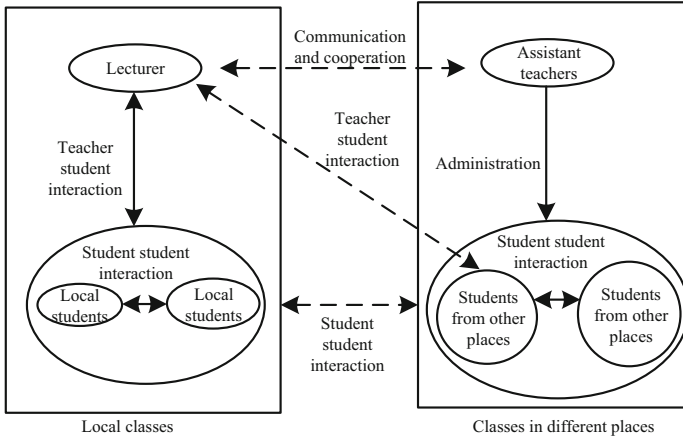 Communication
and cooperation
Lecturer
Assistant
teachers
Teacher
student
interaction
Teacher
student
interaction
Administration
Student student
interaction
Local
students
Local
students
Student student
interaction
Students
from other
places
Students
from other
places
Student
student
interaction
Local classes
Classes in different places